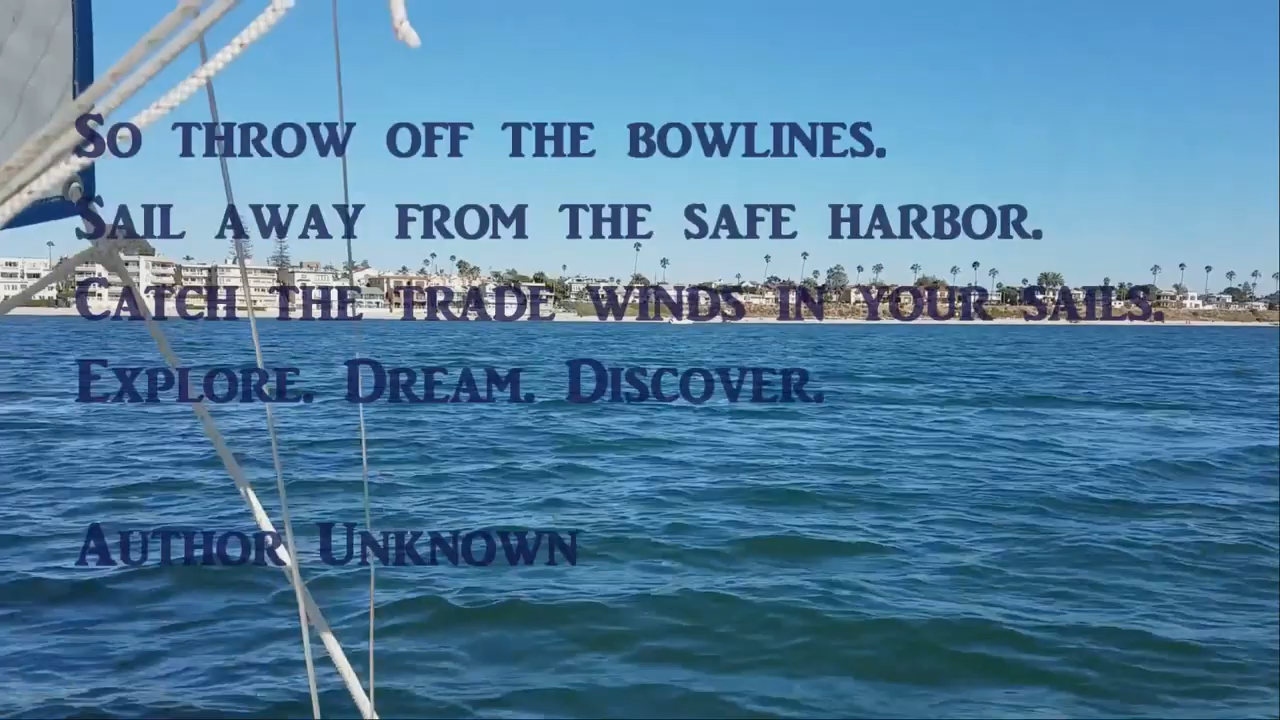 So throw off the bowlines.
Sail away from the safe harbor.
Catch the trade winds in your sails.
Explore. Dream. Discover.
Author Unknown